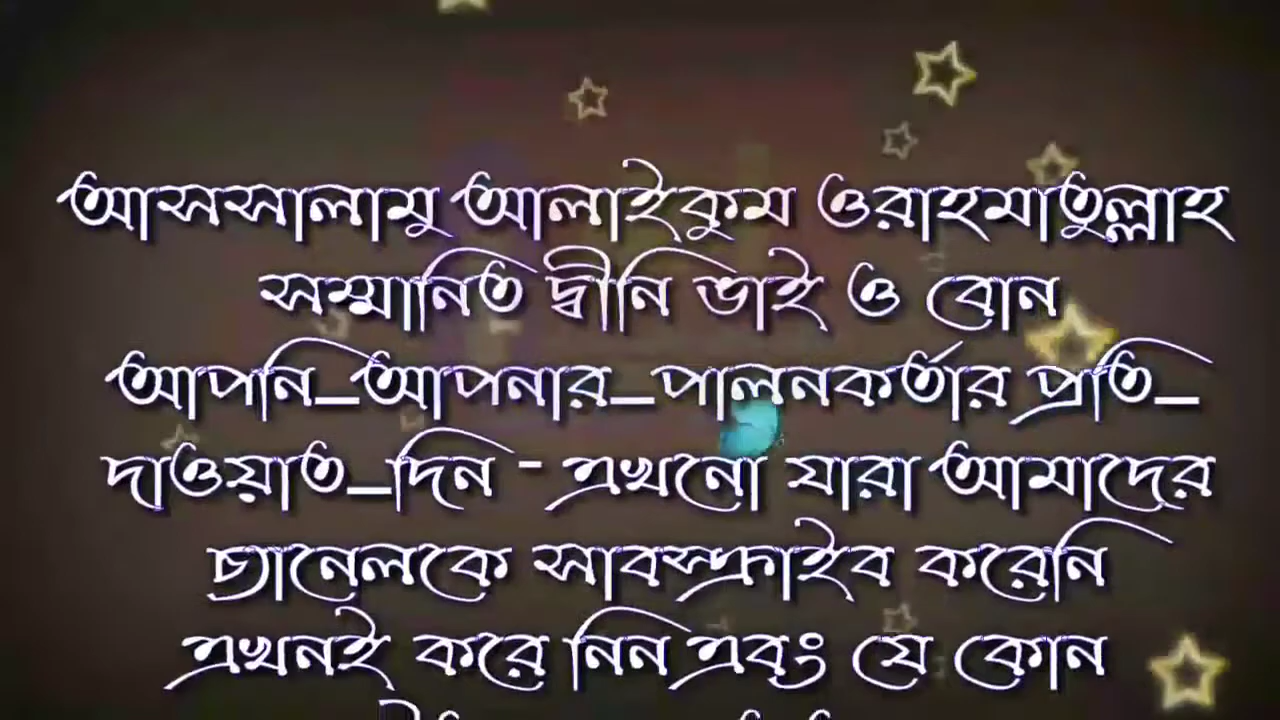 আসসালামু আলাইকুম ওরাহমাতুল্লাহ
সম্মানিত দ্বীনি ভাই ও বোন
আপনি_আপনার_পালনকর্তার প্রতি_
দাওয়াত_দিন - এখনো যারা আমাদের
চ্যানেলকে সাবস্ক্রাইব করেনি
এখনই করে নিন এবং যে কোন